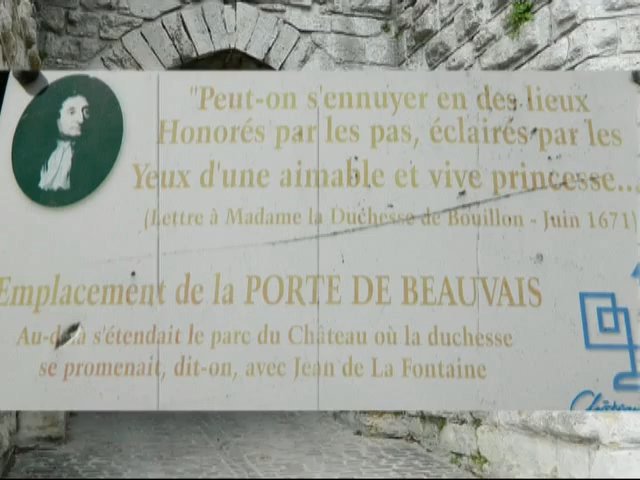 "Peut-on s'ennuyer en des lieux
Honorés par les pas, éclairés par les
Yeux d'une aimable et vive princesse...
(Lettre à Madame la Duchesse de Bouillon - Juin 1671)
Emplacement de la PORTE DE BEAUVAIS
Au-delà s'étendait le parc du Château où la duchesse
se promenait, dit-on, avec Jean de La Fontaine